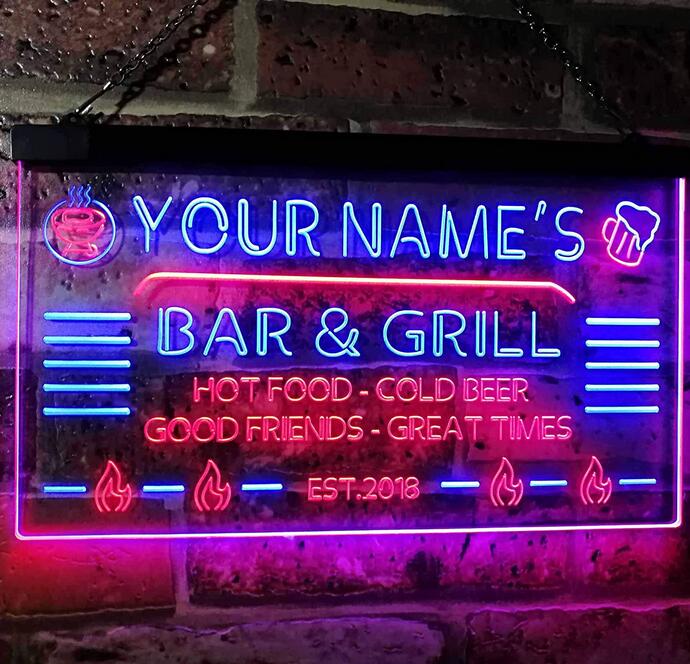 YOUR NAME'S
BAR & GRILL
HOT FOOD - COLD BEER
GOOD FRIENDS - GREAT TIMES
EST.2018